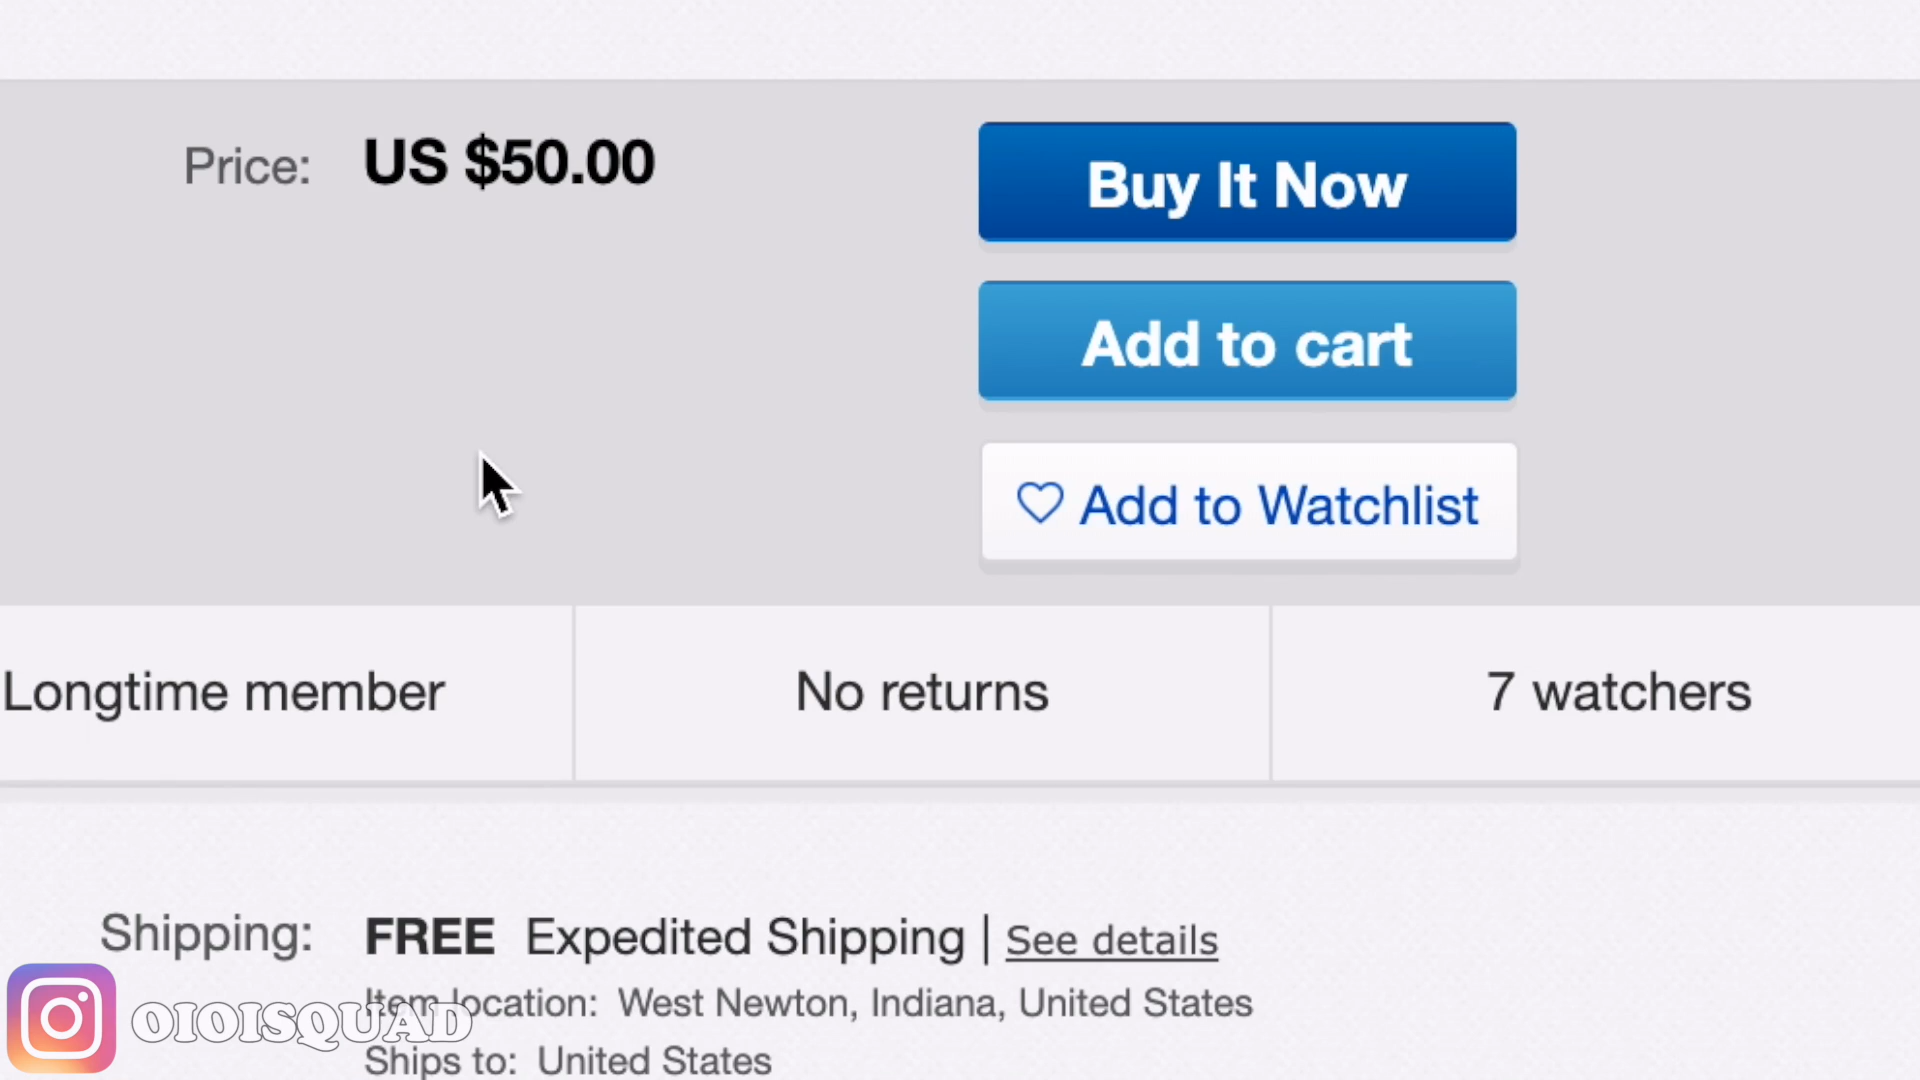 Price: US $50.00
Buy It Now
Add to cart
Add to Watchlist
Longtime member
No returns
7 watchers
Shipping: FREE Expedited Shipping | See details
Item location: West Newton, Indiana, United States
OIOISQUAD
Ships to: United States